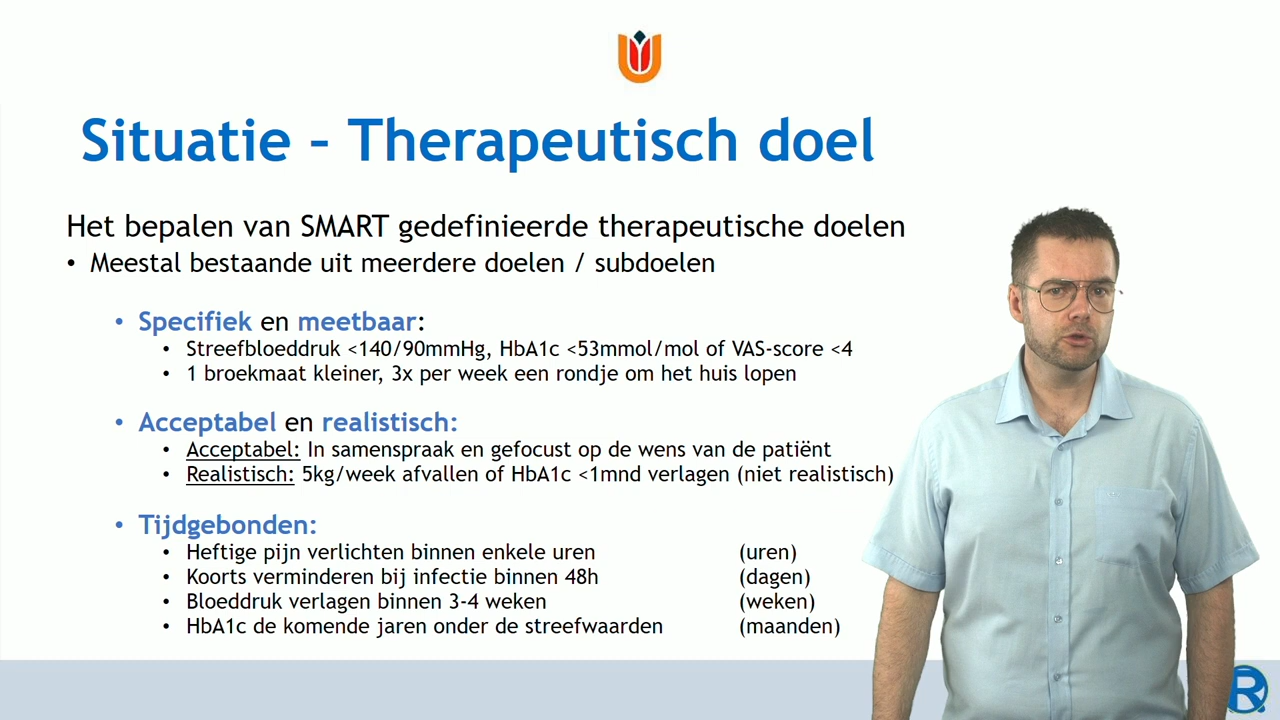 Situatie - Therapeutisch doel
Het bepalen van SMART gedefinieerde therapeutische doelen
• Meestal bestaande uit meerdere doelen / subdoelen
• Specifiek en meetbaar:
• Streefbloeddruk <140/90mmHg, HbA1c <53mmol/mol of VAS-score <4
• 1 broekmaat kleiner, 3x per week een rondje om het huis lopen
• Acceptabel en realistisch:
• Acceptabel: In samenspraak en gefocust op de wens van de patiënt
• Realistisch: 5kg/week afvallen of HbA1c <1mnd verlagen (niet realistisch)
• Tijdgebonden:
• Heftige pijn verlichten binnen enkele uren (uren)
• Koorts verminderen bij infectie binnen 48h (dagen)
• Bloeddruk verlagen binnen 3-4 weken (weken)
• HbA1c de komende jaren onder de streefwaarden (maanden)
R